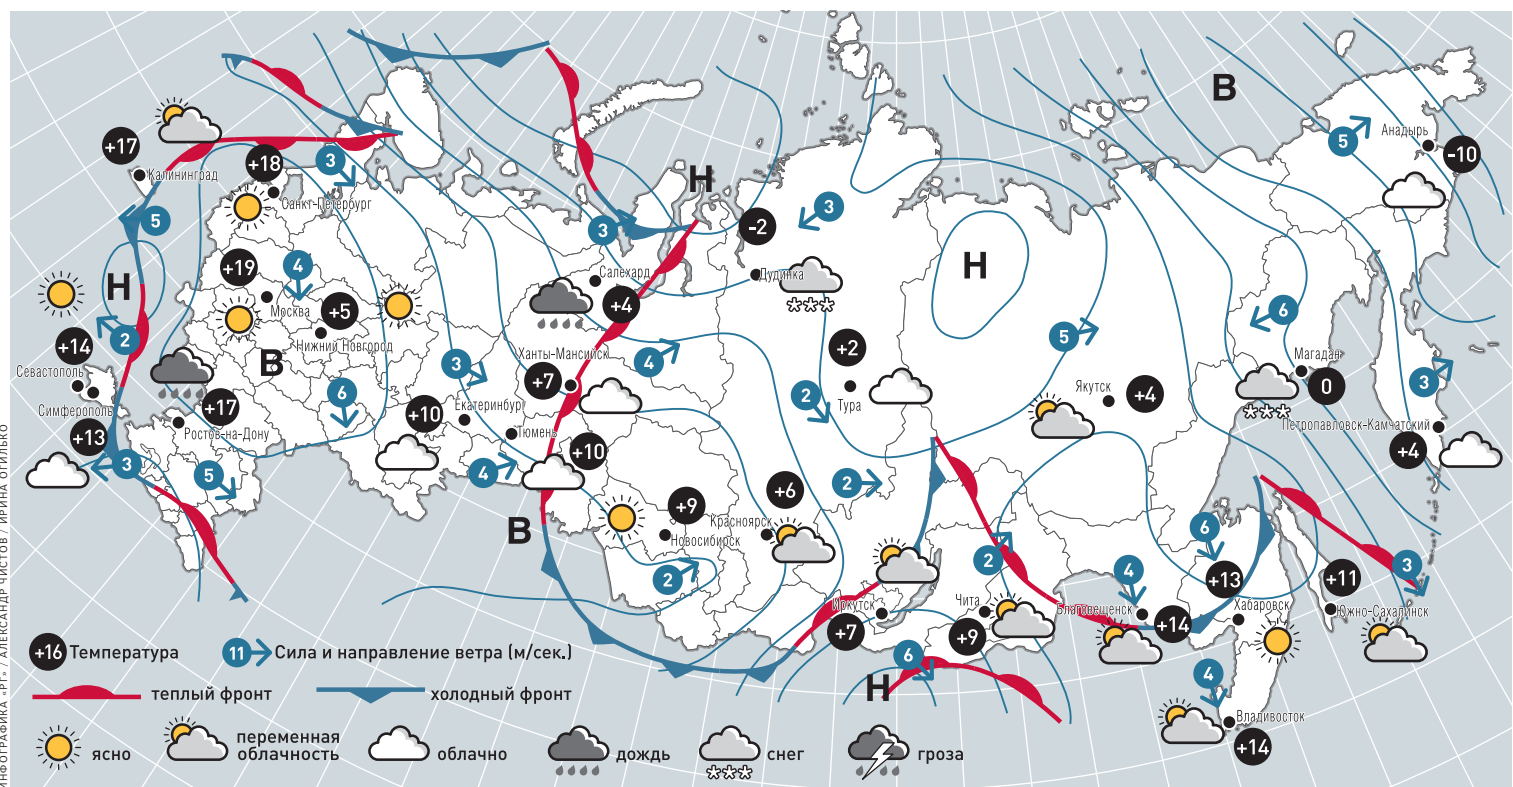 В
+17
Калининград
+18
Санкт-Петербург
3
5
Анадырь
-10
5
Н
3
3
-2
Дудинка
Н
+19
4
Москва
+5
Нижний Новгород
Салехард
+4
Н
6
Магадан
0
2
+14
Севастополь
Симферополь
+13
В
+17
Ростов-на-Дону
3
5
6
3
Ханты-Мансийск
+7
4
+2
Тура
2
5
Якутск
+4
3
Петропавловск-Камчатский
+4
+10
Екатеринбург
Тюмень
4
+10
В
+9
Новосибирск
2
+6
Красноярск
2
Иркутск
+7
2
Чита
+9
6
Н
4
Благовещенск
+14
6
+13
Хабаровск
4
Владивосток
+14
+11
Южно-Сахалинск
3
+16 Температура
11 Сила и направление ветра (м/сек.)
теплый фронт
холодный фронт
ясно
переменная
облачность
облачно
дождь
снег
гроза
ИНФОГРАФИКА «РГ» / АЛЕКСАНДР ЧИСТОВ / ИРИНА ОГИЛЬКО